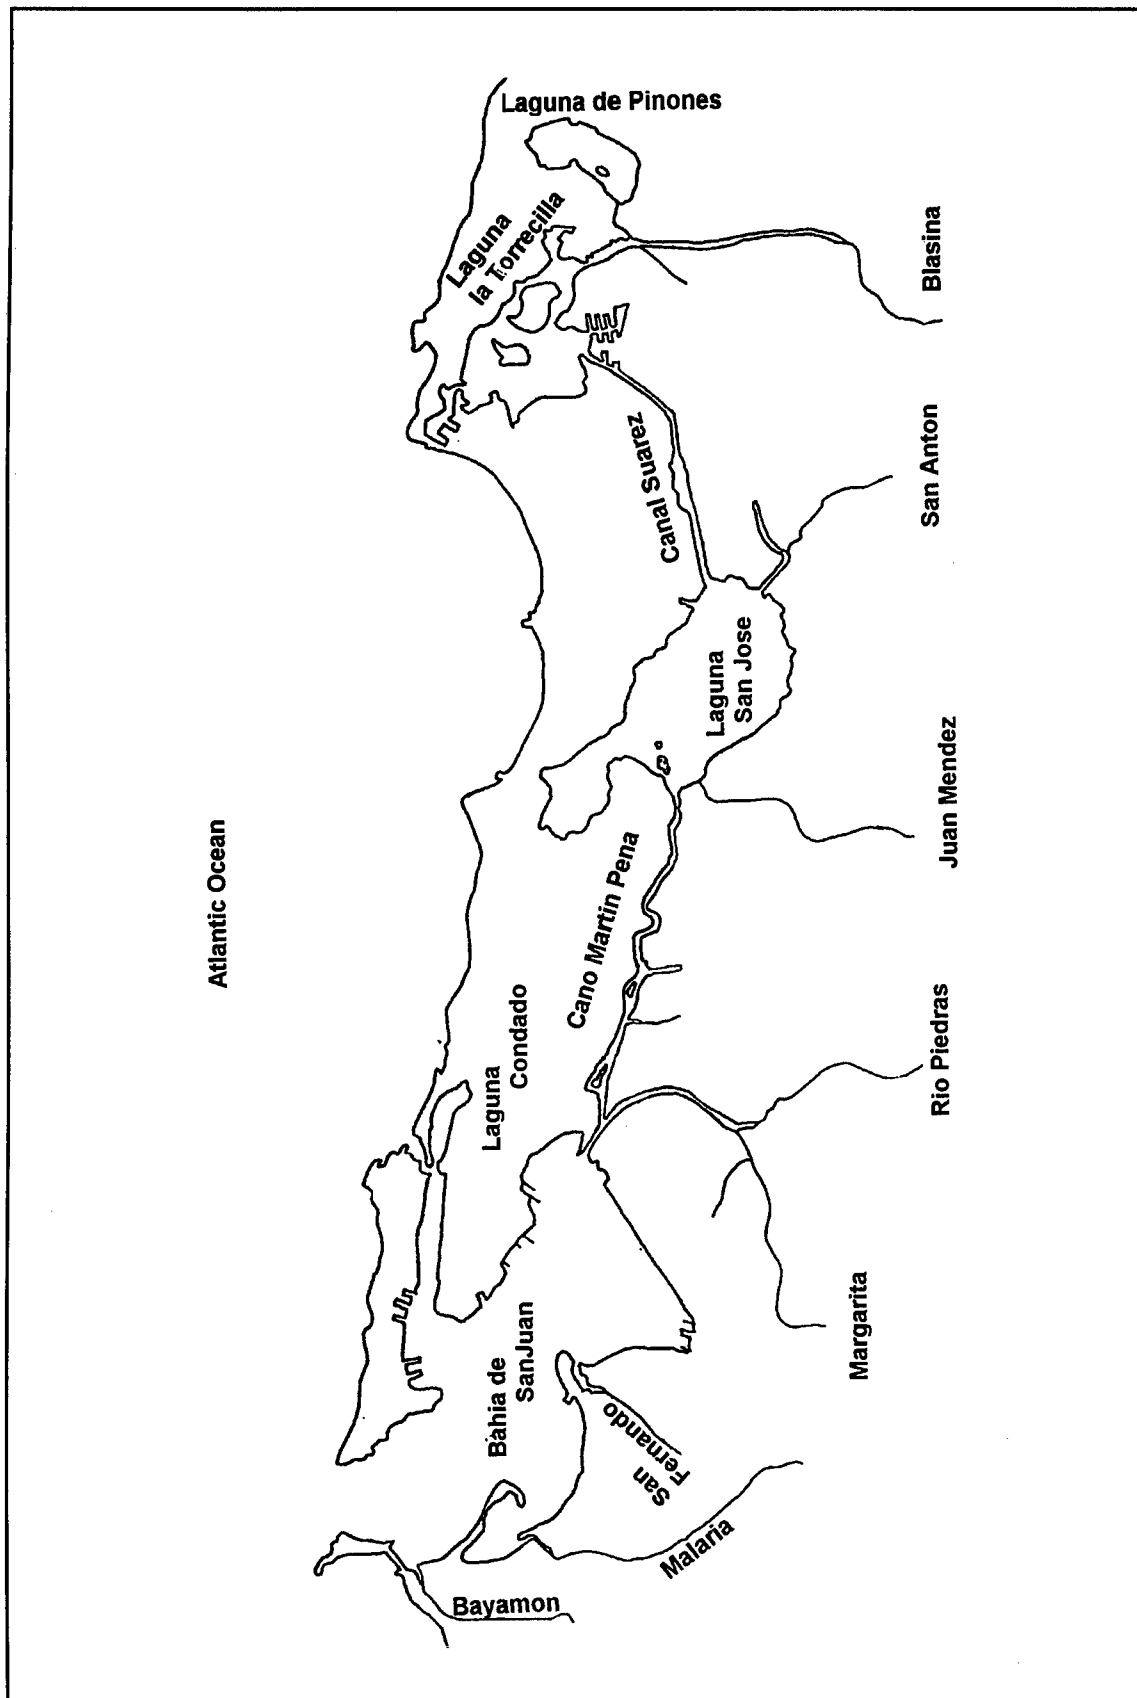 Atlantic Ocean
Laguna de Pinones
Laguna
la Torrecilla
Blasina
Canal Suarez
San Anton
Laguna
San Jose
Juan Mendez
Cano Martin Pena
Laguna
Condado
Rio Piedras
Margarita
Bahia de
SanJuan
San
Fernando
Malaria
Bayamon